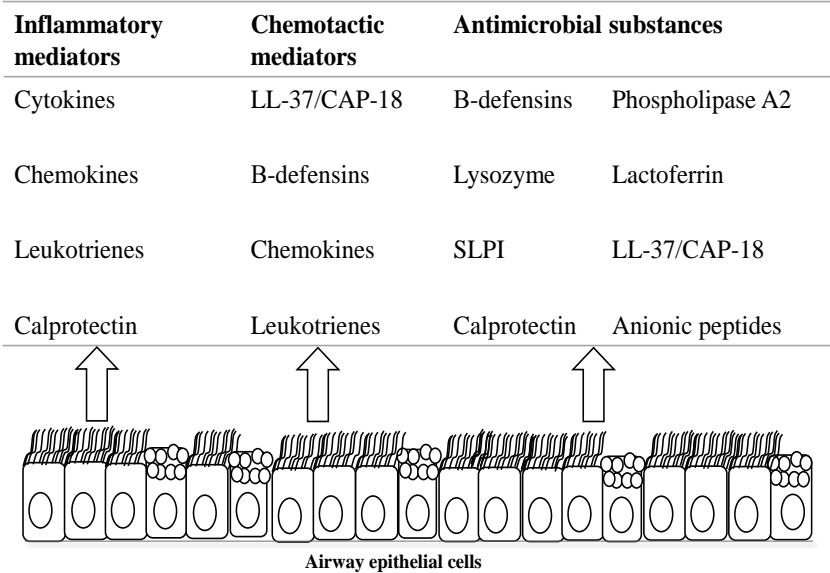 Inflammatory mediators Chemotactic mediators Antimicrobial substances
Cytokines LL-37/CAP-18 B-defensins Phospholipase A2
Chemokines B-defensins Lysozyme Lactoferrin
Leukotrienes Chemokines SLPI LL-37/CAP-18
Calprotectin Leukotrienes Calprotectin Anionic peptides
Airway epithelial cells